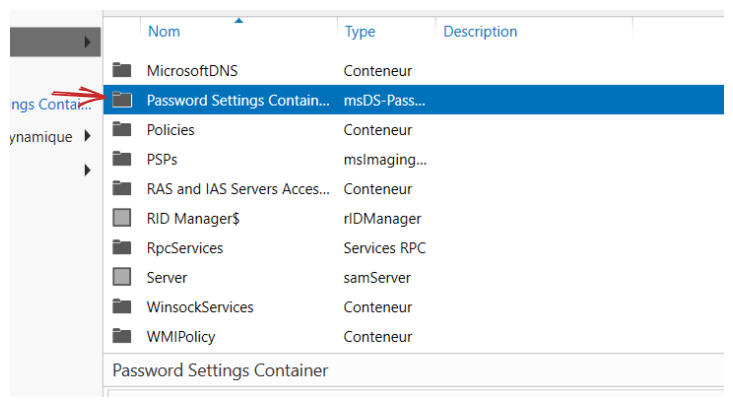 Nom Type Description
MicrosoftDNS Conteneur
ngs Contai... Password Settings Contain... msDS-Pass...
ynamique Policies Conteneur
PSPs msImaging...
RAS and IAS Servers Acces... Conteneur
RID Manager$ rIDManager
RpcServices Services RPC
Server samServer
WinsockServices Conteneur
WMIPolicy Conteneur
Password Settings Container